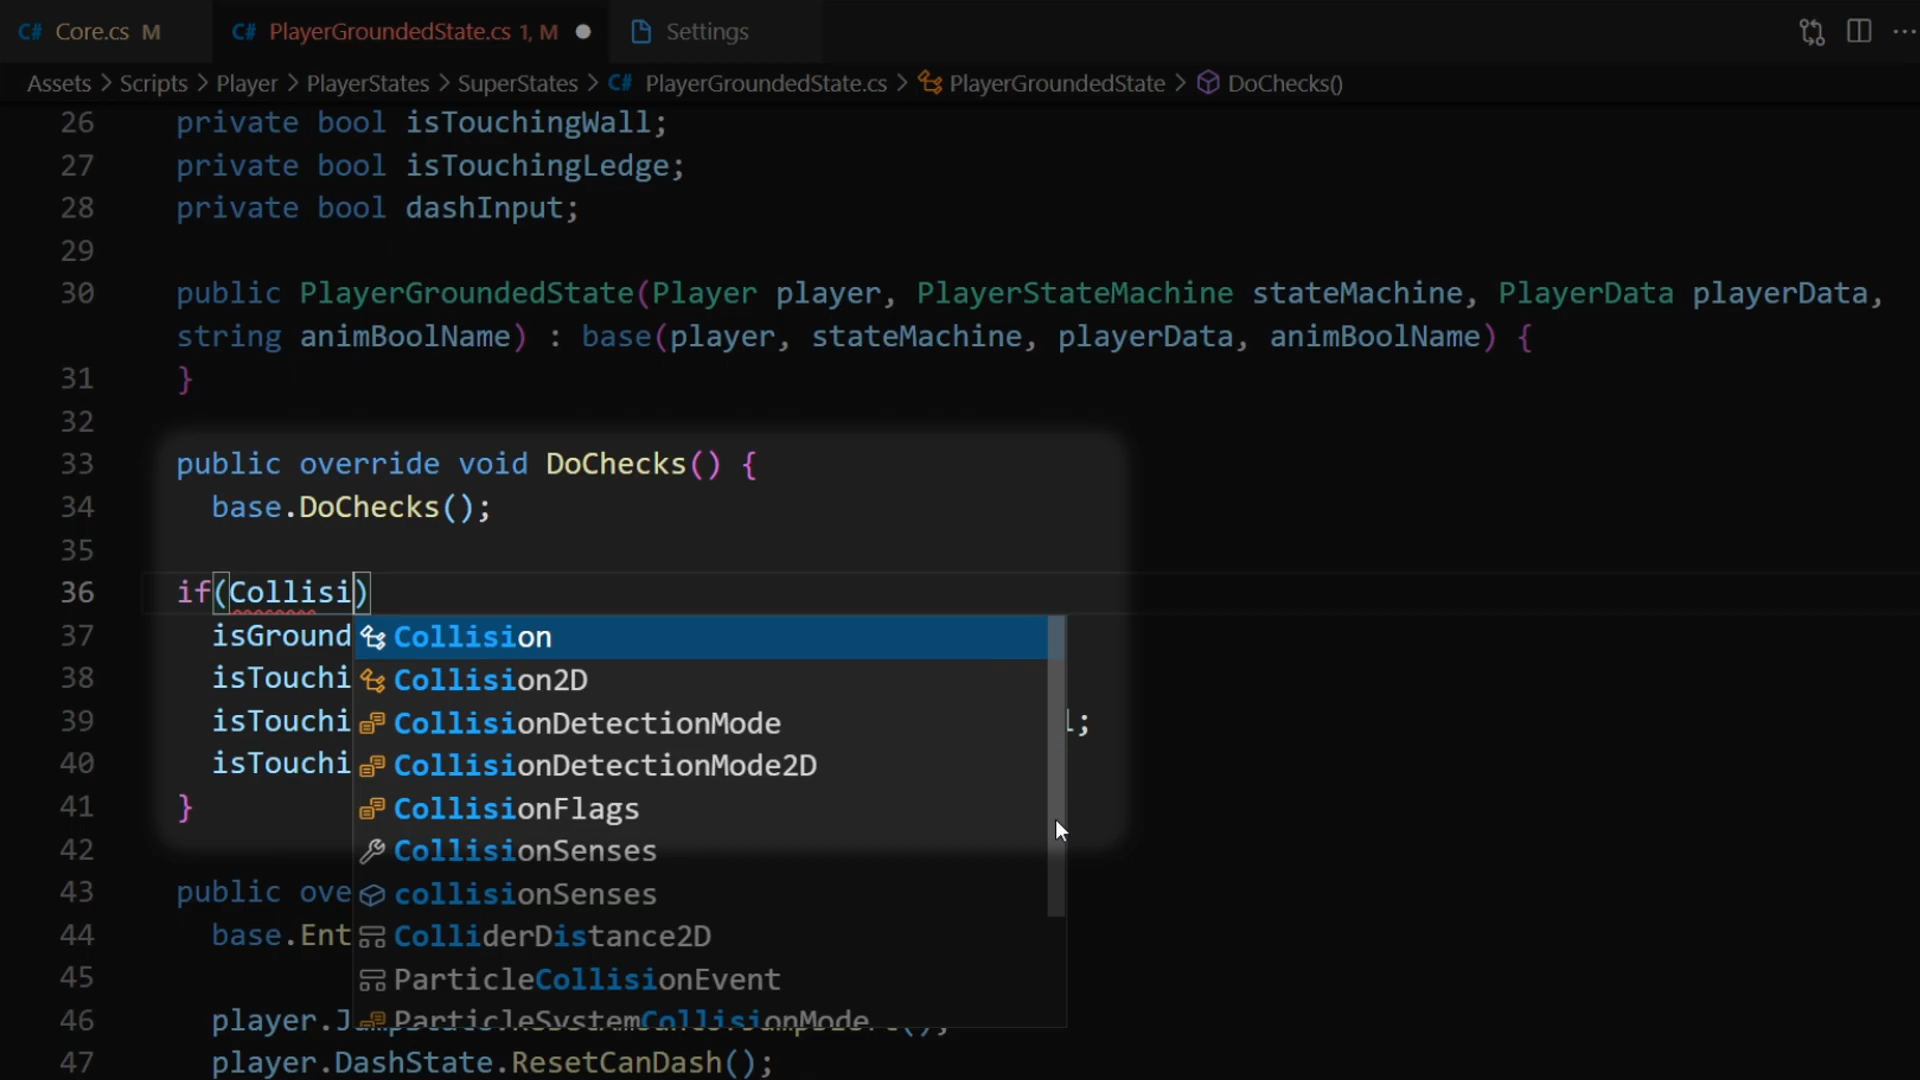 C# Core.cs M C# PlayerGroundedState.cs 1, M Settings
Assets > Scripts > Player > PlayerStates > SuperStates > C# PlayerGroundedState.cs > PlayerGroundedState > DoChecks()
26 private bool isTouchingWall;
27 private bool isTouchingLedge;
28 private bool dashInput;
29
30 public PlayerGroundedState(Player player, PlayerStateMachine stateMachine, PlayerData playerData,
string animBoolName) : base(player, stateMachine, playerData, animBoolName) {
31 }
32
33 public override void DoChecks() {
34 base.DoChecks();
35
36 if(Collisi)
37 isGround Collision
38 isTouchi Collision2D
39 isTouchi CollisionDetectionMode l;
40 isTouchi CollisionDetectionMode2D
41 } CollisionFlags
42 CollisionSenses
43 public ove collisionSenses
44 base.Ent ColliderDistance2D
45 ParticleCollisionEvent
46 player.J ParticleSystemCollisionMode
47 player.DashState.ResetCanDash();